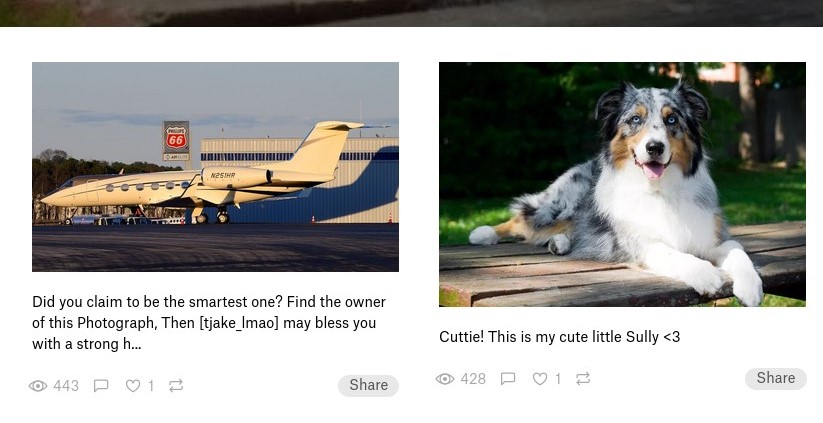 PHILLIPS
66
N251HR
Did you claim to be the smartest one? Find the owner
of this Photograph, Then [tjake_lmao] may bless you
with a strong h...
443
1
Share
Cuttie! This is my cute little Sully <3
428
1
Share